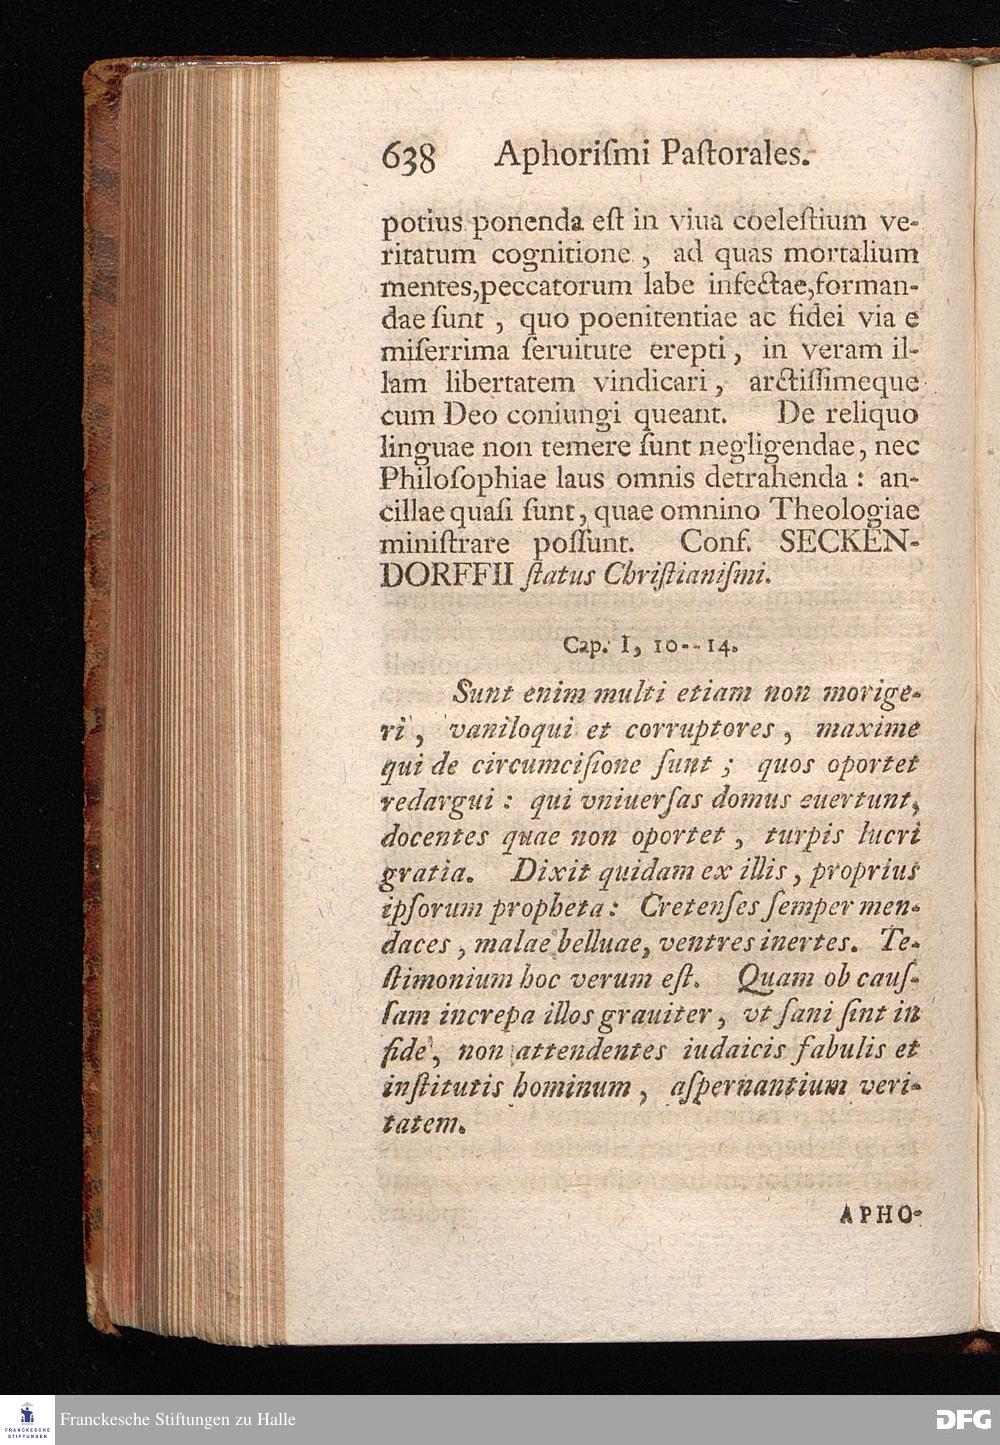 638 Aphoriſmi Paſtorales.
potius ponenda eſt in viua coeleſtium ve-
ritatum cognitione, ad quas mortalium
mentes,peccatorum labe infectae,forman-
dae ſunt, quo poenitentiae ac fidei via e
miſerrima ſeruitute erepti, in veram il-
lam libertatem vindicari, arctiſſimeque
cum Deo coniungi queant. De reliquo
linguae non temere ſunt negligendae, nec
Philoſophiae laus omnis detrahenda: an-
cillae quaſi ſunt, quae omnino Theologiae
miniſtrare poſſunt. Conf. SECKEN-
DORFFII ſtatus Chriſtianiſmi.
Cap. I, 10--14.
Sunt enim multi etiam non morige-
ri, vaniloqui et corruptores, maxime
qui de circumciſione ſunt; quos oportet
redargui: qui vniuerſas domus euertunt,
docentes quae non oportet, turpis lucri
gratia. Dixit quidam ex illis, proprius
ipſorum propheta: Cretenſes ſemper men-
daces, malae belluae, ventres inertes. Te-
ſtimonium hoc verum eſt. Quam ob cauſ-
ſam increpa illos grauiter, vt ſani ſint in
fide, non attendentes iudaicis fabulis et
inſtitutis hominum, aſpernantium veri-
tatem.
APHO-
FRANCKESCHE
STIFTUNGEN
Franckesche Stiftungen zu Halle
DFG